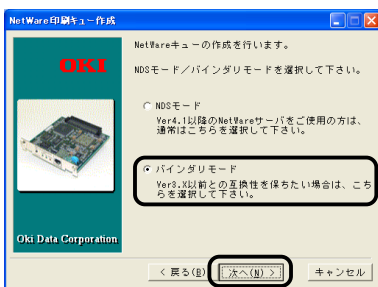 NetWare印刷キュー作成
OKI
NetWareキューの作成を行います。
NDSモード／バインダリモードを選択して下さい。
NDSモード
Ver4.1以降のNetWareサーバをご使用の方は、
通常はこちらを選択して下さい。
バインダリモード
Ver3.X以前との互換性を保ちたい場合は、こち
らを選択して下さい。
Oki Data Corporation
< 戻る(B)
次へ(N) >
キャンセル